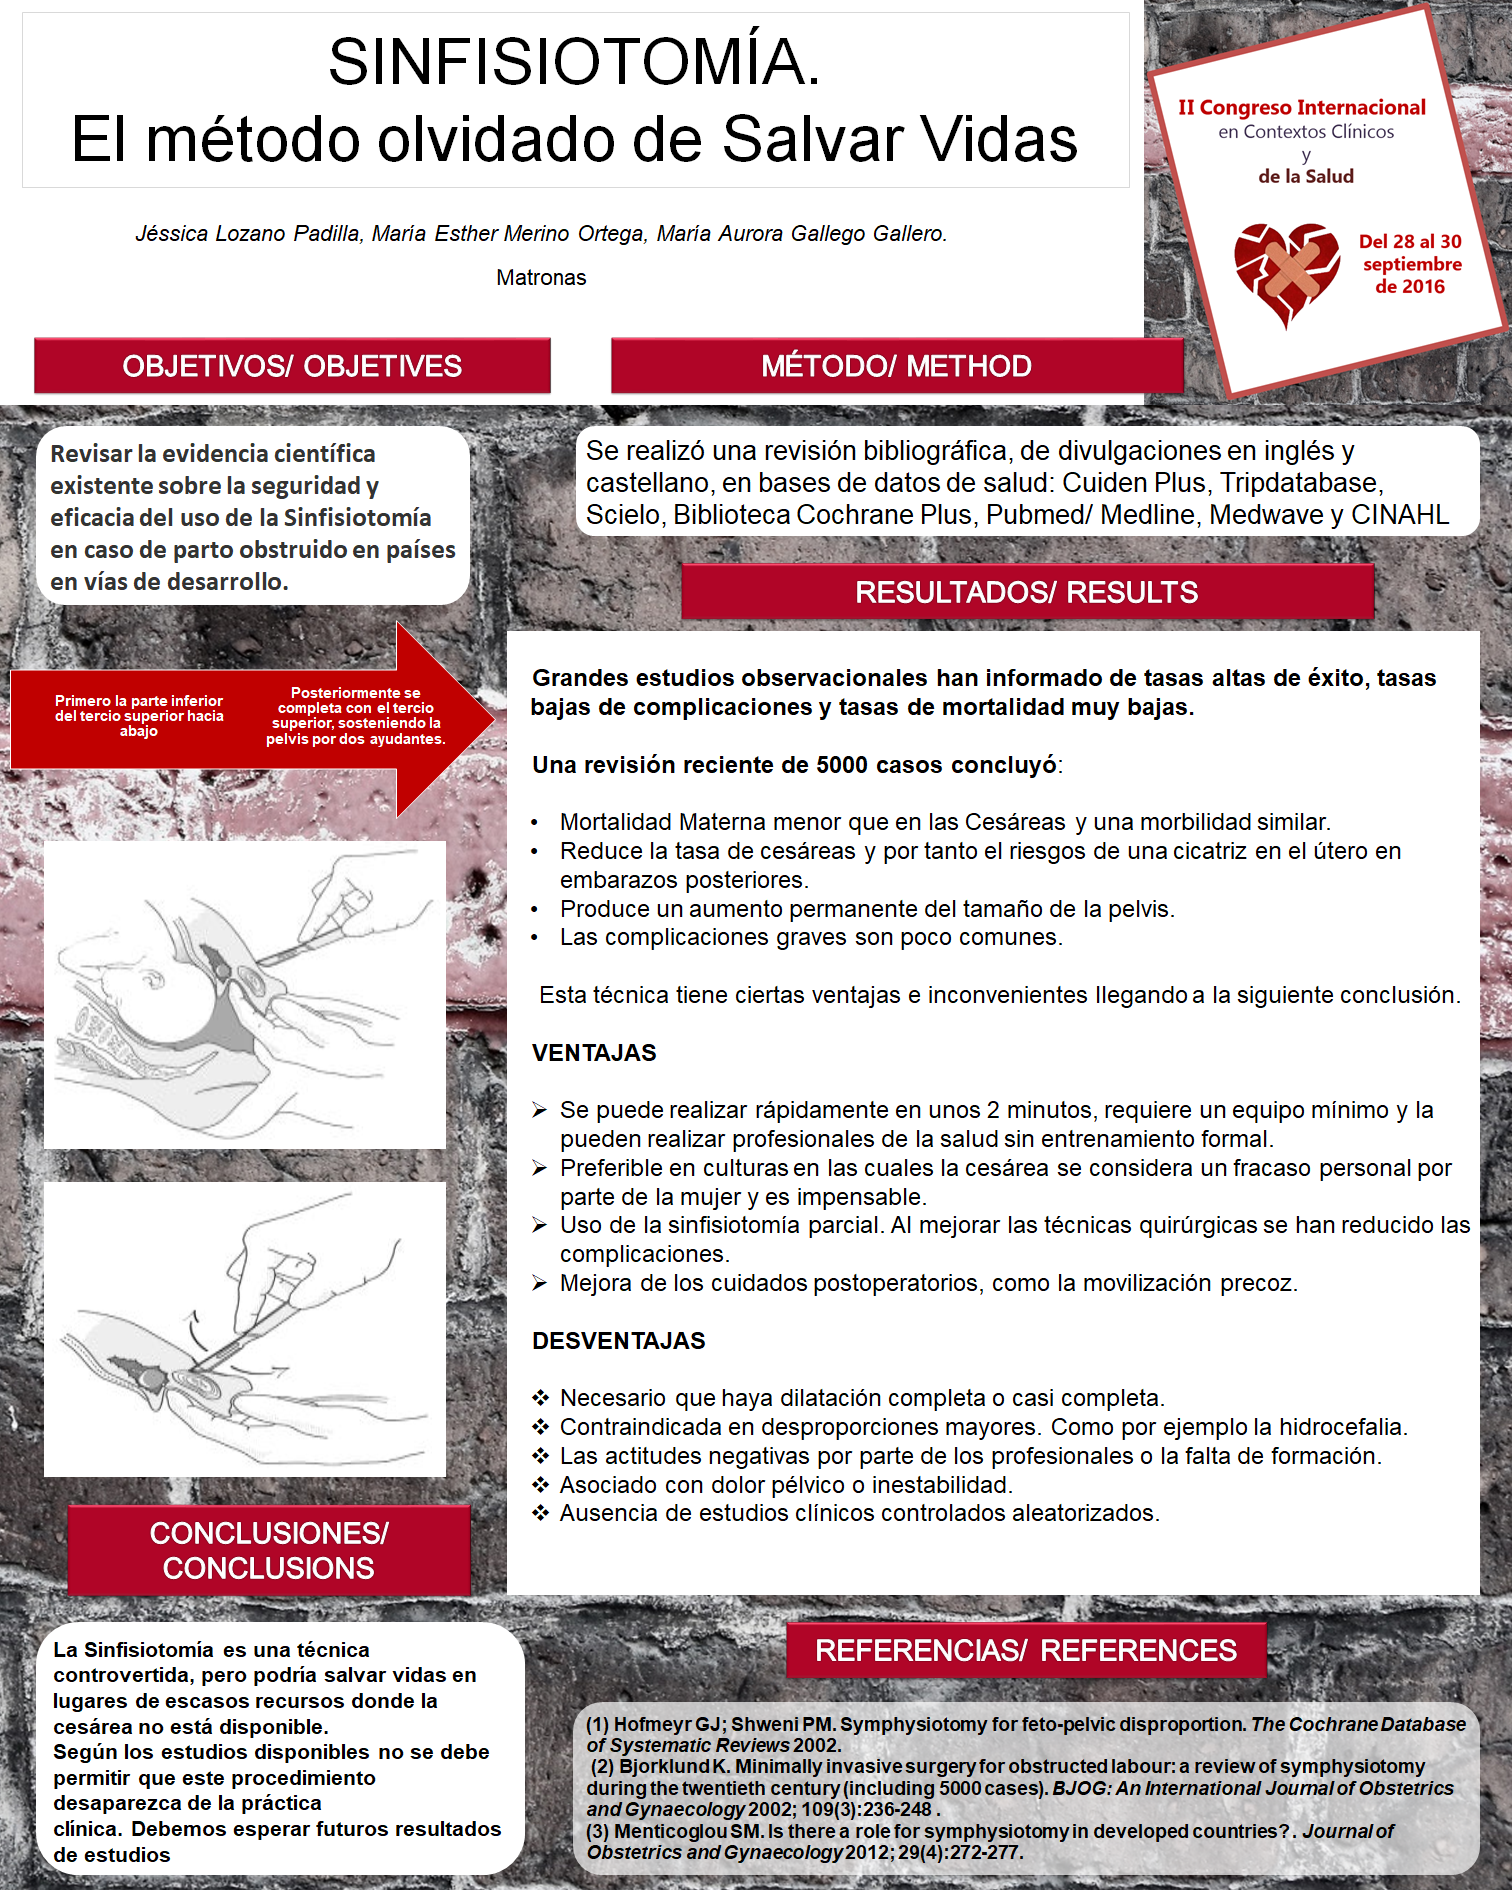 SINFISIOTOMÍA.
El método olvidado de Salvar Vidas
Jéssica Lozano Padilla, María Esther Merino Ortega, María Aurora Gallego Gallero.
Matronas
II Congreso Internacional
en Contextos Clínicos
y
de la Salud
Del 28 al 30
septiembre
de 2016
OBJETIVOS/ OBJETIVES
Revisar la evidencia científica
existente sobre la seguridad y
eficacia del uso de la Sinfisiotomía
en caso de parto obstruido en países
en vías de desarrollo.
MÉTODO/ METHOD
Se realizó una revisión bibliográfica, de divulgaciones en inglés y
castellano, en bases de datos de salud: Cuiden Plus, Tripdatabase,
Scielo, Biblioteca Cochrane Plus, Pubmed/ Medline, Medwave y CINAHL
Primero la parte inferior
del tercio superior hacia
abajo
Posteriormente se
completa con el tercio
superior, sosteniendo la
pelvis por dos ayudantes.
RESULTADOS/ RESULTS
Grandes estudios observacionales han informado de tasas altas de éxito, tasas
bajas de complicaciones y tasas de mortalidad muy bajas.
Una revisión reciente de 5000 casos concluyó:
• Mortalidad Materna menor que en las Cesáreas y una morbilidad similar.
• Reduce la tasa de cesáreas y por tanto el riesgos de una cicatriz en el útero en
embarazos posteriores.
• Produce un aumento permanente del tamaño de la pelvis.
• Las complicaciones graves son poco comunes.
Esta técnica tiene ciertas ventajas e inconvenientes llegando a la siguiente conclusión.
VENTAJAS
➢ Se puede realizar rápidamente en unos 2 minutos, requiere un equipo mínimo y la
pueden realizar profesionales de la salud sin entrenamiento formal.
➢ Preferible en culturas en las cuales la cesárea se considera un fracaso personal por
parte de la mujer y es impensable.
➢ Uso de la sinfisiotomía parcial. Al mejorar las técnicas quirúrgicas se han reducido las
complicaciones.
➢ Mejora de los cuidados postoperatorios, como la movilización precoz.
DESVENTAJAS
❖ Necesario que haya dilatación completa o casi completa.
❖ Contraindicada en desproporciones mayores. Como por ejemplo la hidrocefalia.
❖ Las actitudes negativas por parte de los profesionales o la falta de formación.
❖ Asociado con dolor pélvico o inestabilidad.
❖ Ausencia de estudios clínicos controlados aleatorizados.
CONCLUSIONES/
CONCLUSIONS
La Sinfisiotomía es una técnica
controvertida, pero podría salvar vidas en
lugares de escasos recursos donde la
cesárea no está disponible.
Según los estudios disponibles no se debe
permitir que este procedimiento
desaparezca de la práctica
clínica. Debemos esperar futuros resultados
de estudios
REFERENCIAS/ REFERENCES
(1) Hofmeyr GJ; Shweni PM. Symphysiotomy for feto-pelvic disproportion. The Cochrane Database
of Systematic Reviews 2002.
(2) Bjorklund K. Minimally invasive surgery for obstructed labour: a review of symphysiotomy
during the twentieth century (including 5000 cases). BJOG: An International Journal of Obstetrics
and Gynaecology 2002; 109(3):236-248 .
(3) Menticoglou SM. Is there a role for symphysiotomy in developed countries? . Journal of
Obstetrics and Gynaecology 2012; 29(4):272-277.